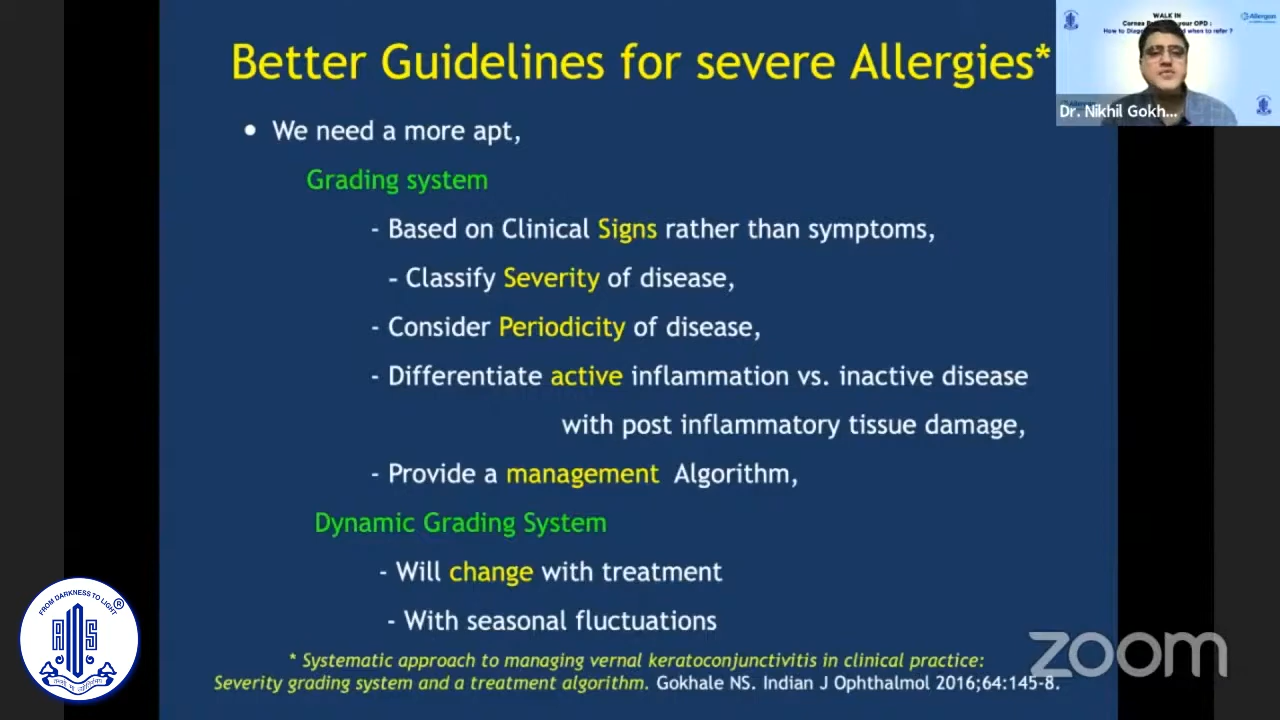 Better Guidelines for severe Allergies*
WALK IN
Allergan
Dr. Nikhil Gokh...
• We need a more apt,
Grading system
- Based on Clinical Signs rather than symptoms,
- Classify Severity of disease,
- Consider Periodicity of disease,
- Differentiate active inflammation vs. inactive disease
with post inflammatory tissue damage,
- Provide a management Algorithm,
Dynamic Grading System
- Will change with treatment
- With seasonal fluctuations
* Systematic approach to managing vernal keratoconjunctivitis in clinical practice:
Severity grading system and a treatment algorithm. Gokhale NS. Indian J Ophthalmol 2016;64:145-8.
FROM DARKNESS TO LIGHT
®
AIOS
zoom